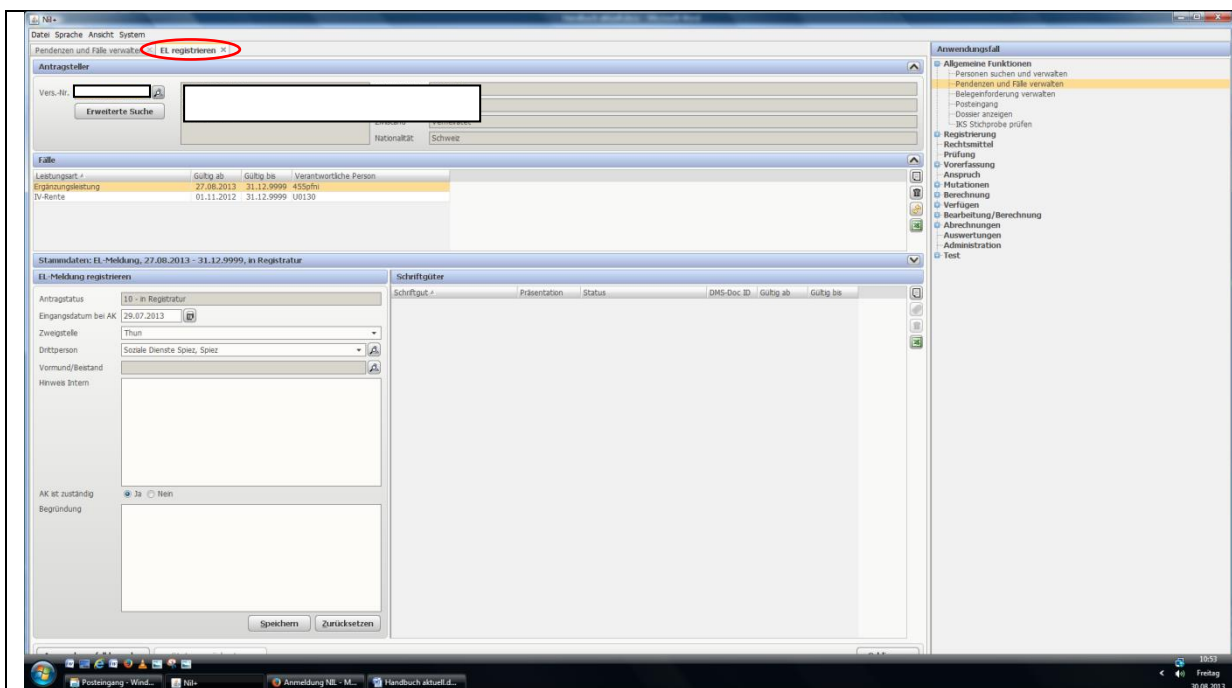 Nil+
Datei Sprache Ansicht System
Pendenzen und Fälle verwalten EL registrieren
Antragsteller
Vers.-Nr.
Erweiterte Suche
Nationalität Schweiz
Fälle
Leistungsart Gültig ab Gültig bis Verantwortliche Person
Ergänzungsleistung 27.08.2013 31.12.9999 455pfni
IV-Rente 01.11.2012 31.12.9999 U0130
Stammdaten: EL-Meldung, 27.08.2013 - 31.12.9999, in Registratur
EL-Meldung registrieren
Antragstatus 10 - in Registratur
Eingangsdatum bei AK 29.07.2013
Zweigstelle Thun
Drittperson Soziale Dienste Spiez, Spiez
Vormund/Beistand
Hinweis Intern
AK ist zuständig Ja Nein
Begründung
Speichern Zurücksetzen
Schriftgüter
Schriftgut Präsentation Status DMS-Doc ID Gültig ab Gültig bis
Anwendungsfall
Allgemeine Funktionen
Personen suchen und verwalten
Pendenzen und Fälle verwalten
Belegeinforderung verwalten
Posteingang
Dossier anzeigen
IKS Stichprobe prüfen
Registrierung
Rechtsmittel
Prüfung
Vorerfassung
Anspruch
Mutationen
Berechnung
Verfügen
Bearbeitung/Berechnung
Abrechnungen
Auswertungen
Administration
Test
Posteingang - Wind... Nil+ Anmeldung NIL - M... Handbuch aktuell.d...
10:53
Freitag
30.08.2013